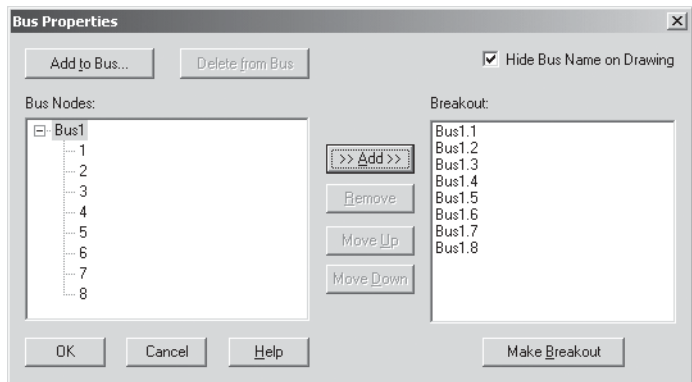 Bus Properties
Add to Bus...
Delete from Bus
Hide Bus Name on Drawing
Bus Nodes:
Bus1
1
2
3
4
5
6
7
8
>> Add >>
Remove
Move Up
Move Down
Breakout:
Bus1.1
Bus1.2
Bus1.3
Bus1.4
Bus1.5
Bus1.6
Bus1.7
Bus1.8
OK
Cancel
Help
Make Breakout